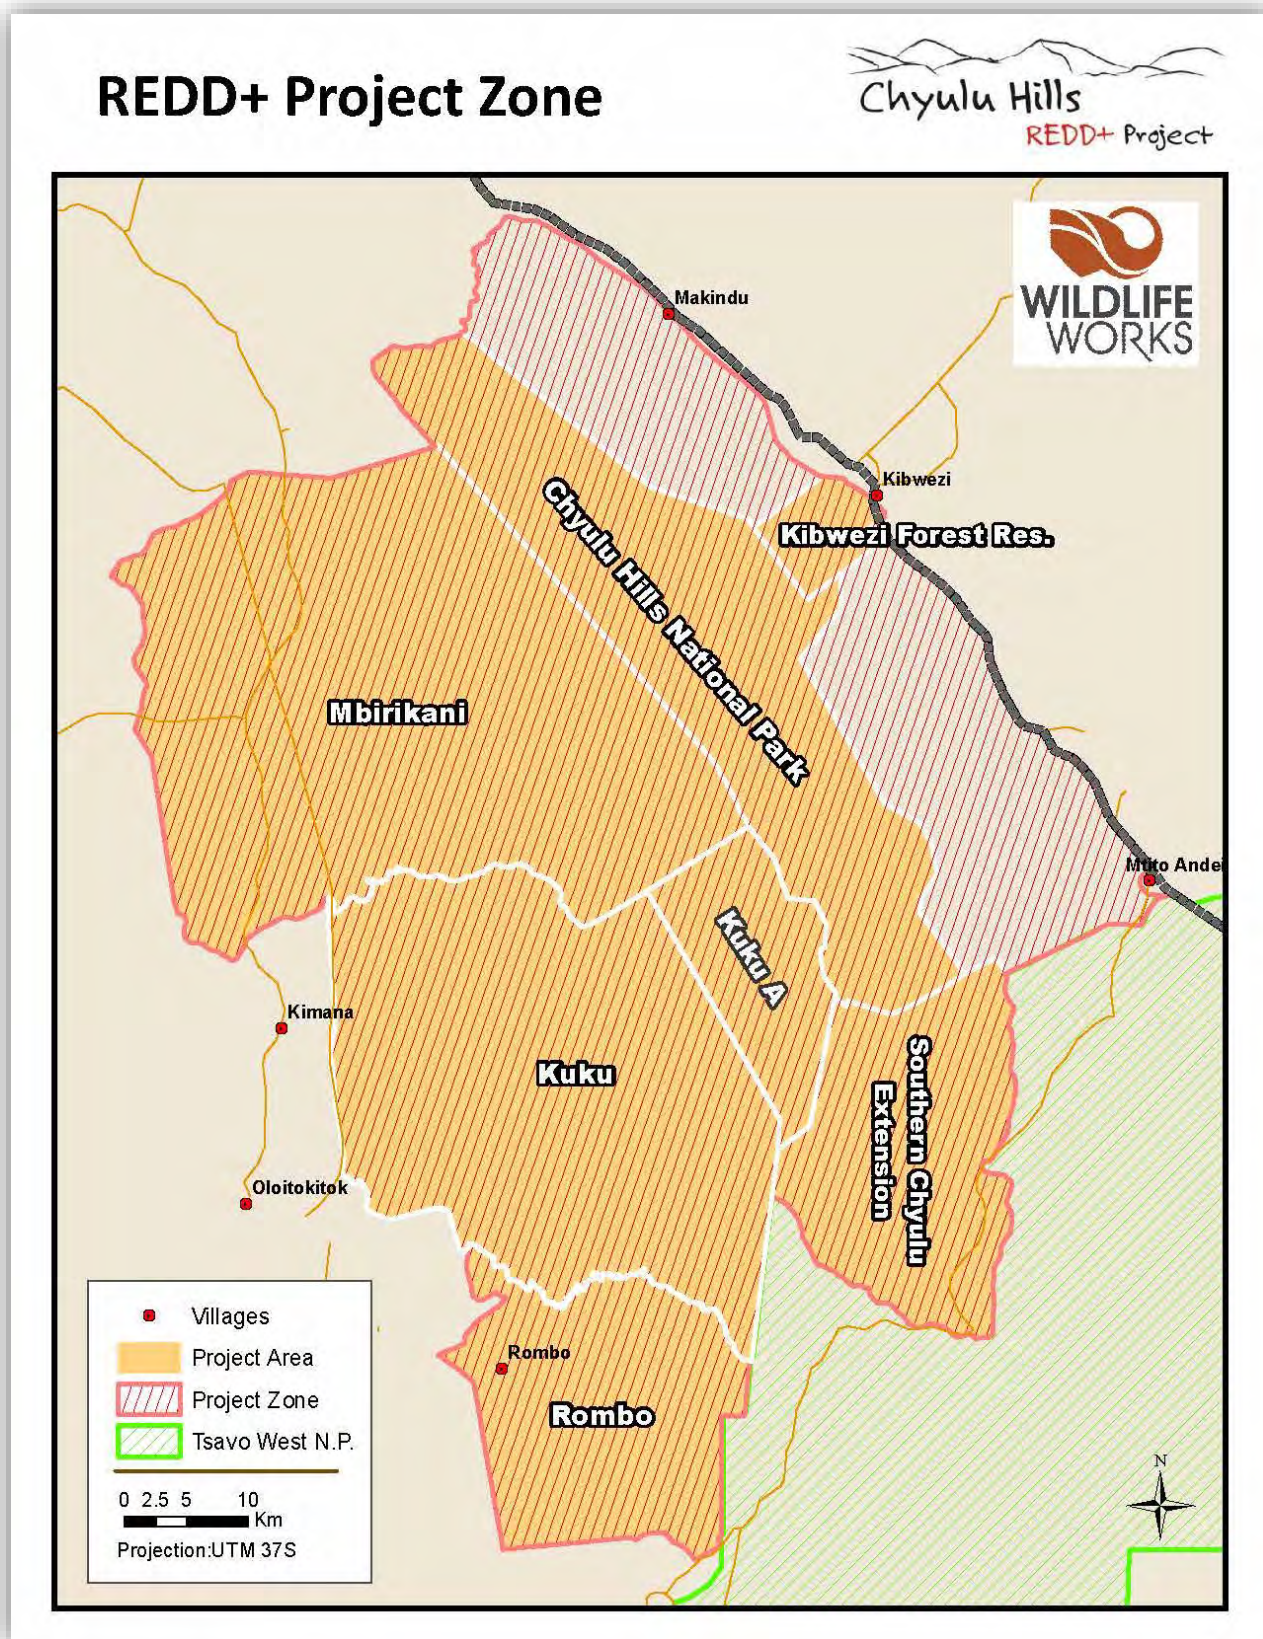 REDD+ Project Zone
Chyulu Hills
REDD+ Project
WILDLIFE
WORKS
Makindu
Kibwezi
Kibwezi Forest Res.
Chyulu Hills National Park
Mbirikani
Mtito Andei
Kuku A
Kimana
Kuku
Southern Chyulu
Extension
Oloitokitok
Rombo
Rombo
Villages
Project Area
Project Zone
Tsavo West N.P.
0 2.5 5 10
Km
Projection:UTM 37S
N